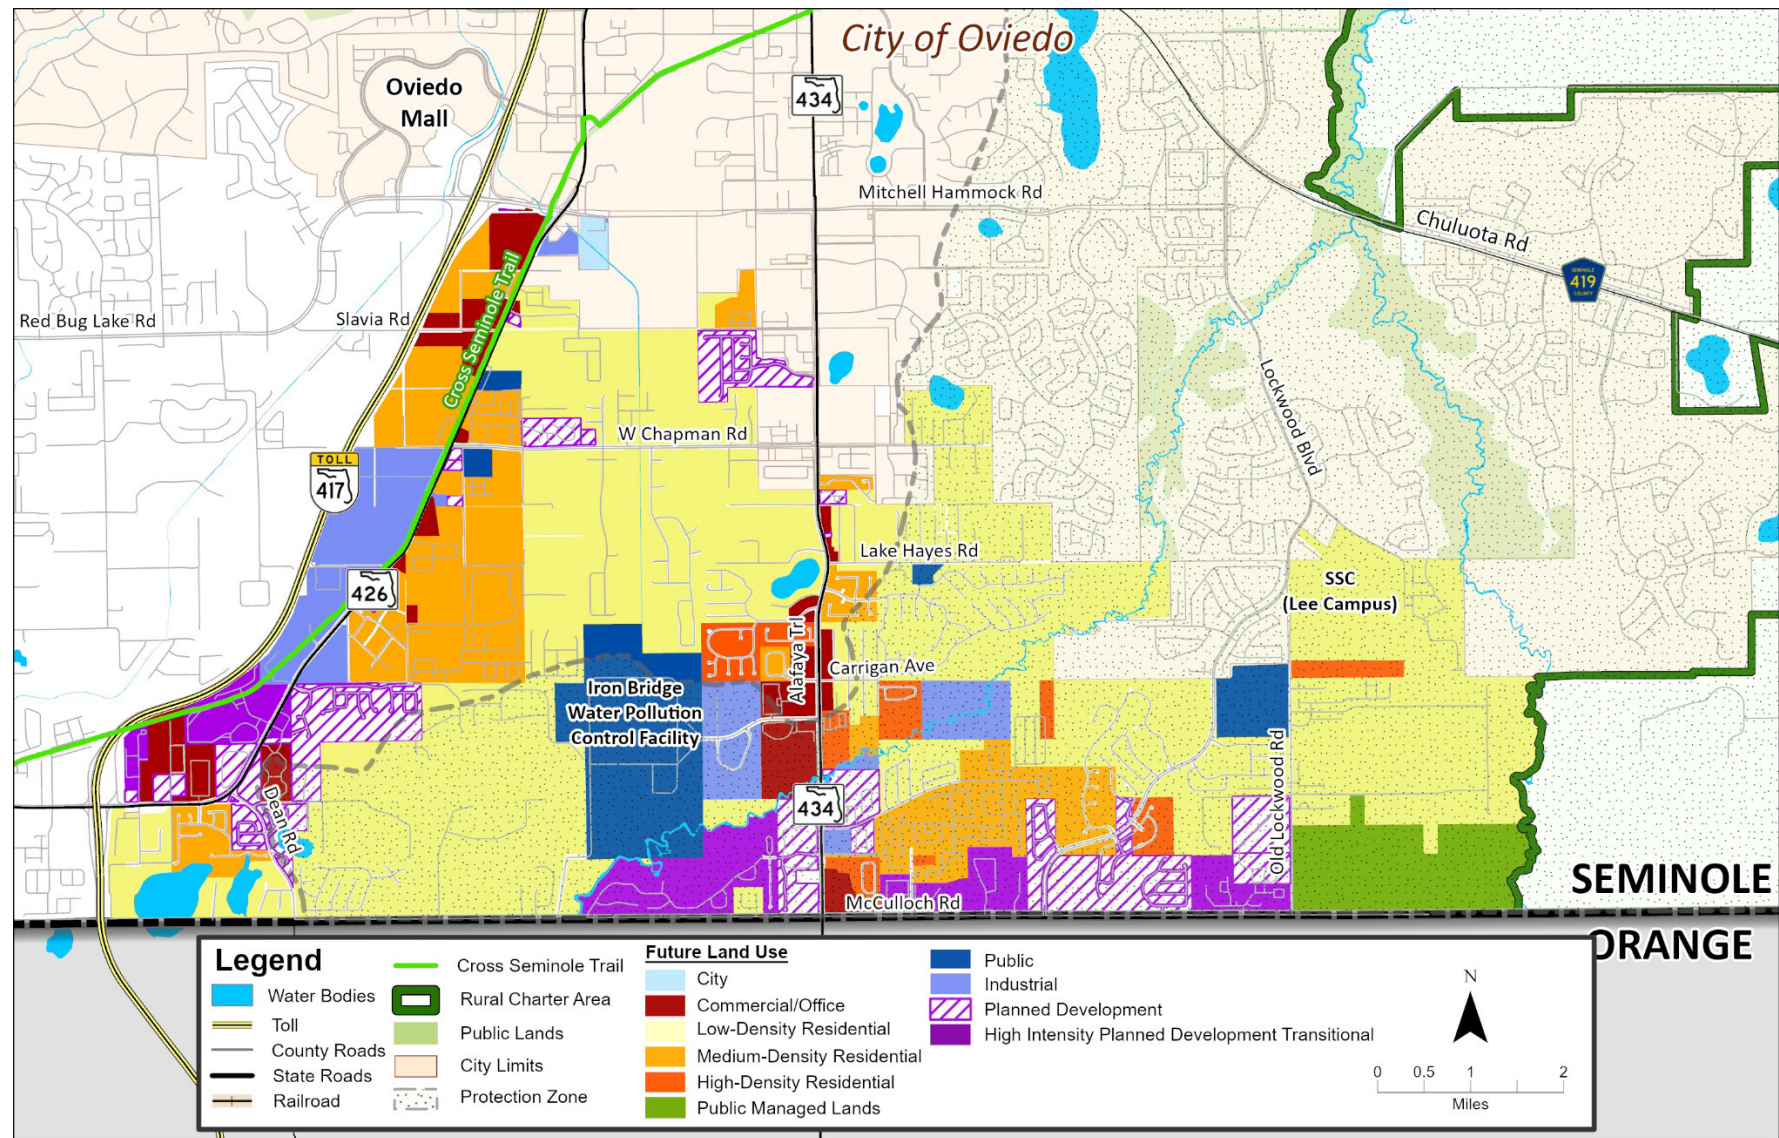 City of Oviedo
Oviedo
Mall
434
Mitchell Hammock Rd
Chuluota Rd
SEMINOLE
419
COUNTY
Cross Seminole Trail
Red Bug Lake Rd
Slavia Rd
Lockwood Blvd
W Chapman Rd
TOLL
417
Lake Hayes Rd
SSC
(Lee Campus)
426
Alafaya Trl
Carrigan Ave
Iron Bridge
Water Pollution
Control Facility
Old Lockwood Rd
434
Dean Rd
McCulloch Rd
SEMINOLE
ORANGE
Legend
Water Bodies
Toll
County Roads
State Roads
Railroad
Cross Seminole Trail
Rural Charter Area
Public Lands
City Limits
Protection Zone
Future Land Use
City
Commercial/Office
Low-Density Residential
Medium-Density Residential
High-Density Residential
Public Managed Lands
Public
Industrial
Planned Development
High Intensity Planned Development Transitional
N
0 0.5 1 2
Miles